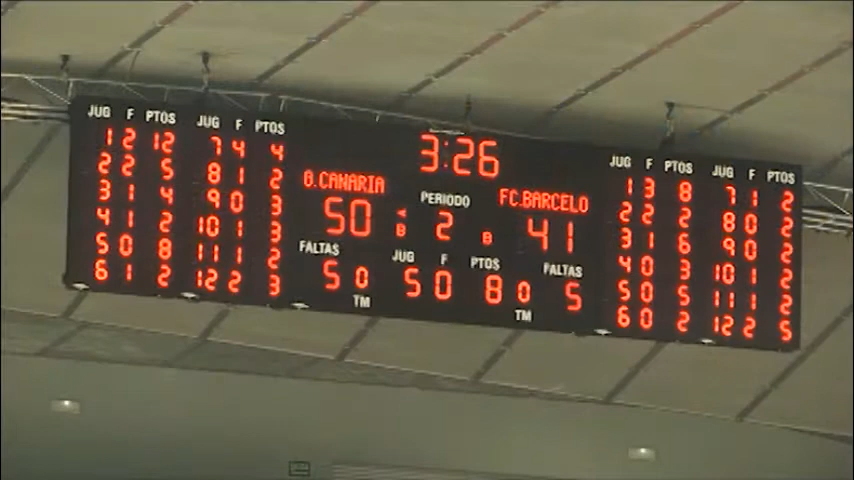 JUG F PTOS JUG F PTOS
1 2 12 7 4 4
2 2 5 8 1 2
3 1 4 9 0 3
4 1 2 10 1 3
5 0 8 11 1 2
6 1 2 12 2 3
3:26
G.CANARIA PERIODO FC.BARCELO
50 < B 2 B 41
FALTAS JUG F PTOS FALTAS
5 0 5 0 8 0 5
TM TM
JUG F PTOS JUG F PTOS
1 3 8 7 1 2
2 2 2 8 0 2
3 1 6 9 0 2
4 0 3 10 1 2
5 0 5 11 1 2
6 0 2 12 2 5